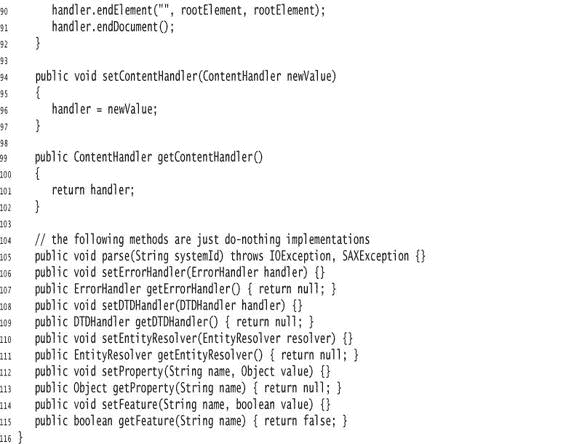 90 handler.endElement("", rootElement, rootElement);
91 handler.endDocument();
92 }
93
94 public void setContentHandler(ContentHandler newValue)
95 {
96 handler = newValue;
97 }
98
99 public ContentHandler getContentHandler()
100 {
101 return handler;
102 }
103
104 // the following methods are just do-nothing implementations
105 public void parse(String systemId) throws IOException, SAXException {}
106 public void setErrorHandler(ErrorHandler handler) {}
107 public ErrorHandler getErrorHandler() { return null; }
108 public void setDTDHandler(DTDHandler handler) {}
109 public DTDHandler getDTDHandler() { return null; }
110 public void setEntityResolver(EntityResolver resolver) {}
111 public EntityResolver getEntityResolver() { return null; }
112 public void setProperty(String name, Object value) {}
113 public Object getProperty(String name) { return null; }
114 public void setFeature(String name, boolean value) {}
115 public boolean getFeature(String name) { return false; }
116 }